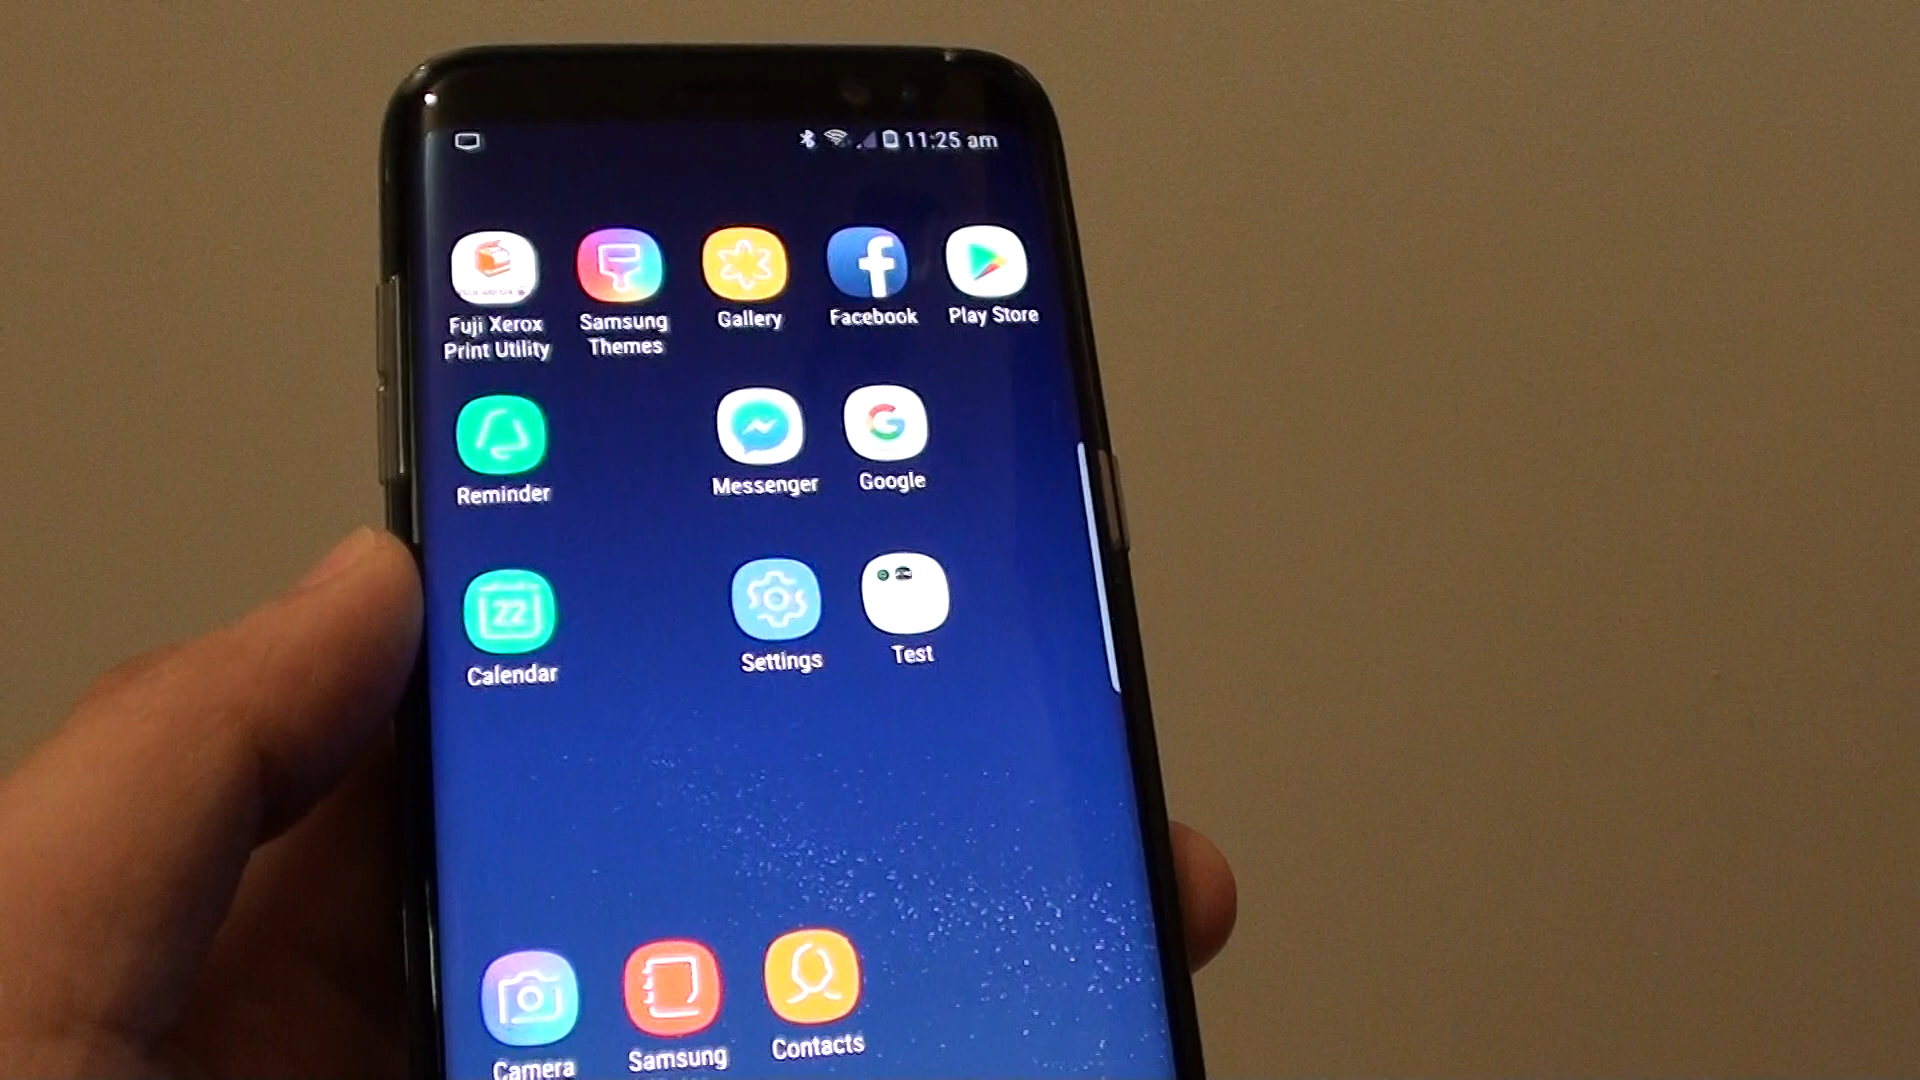 11:25 am
Fuji Xerox
Print Utility
Samsung
Themes
Gallery
Facebook
Play Store
Reminder
Messenger
Google
22
Calendar
Settings
Test
Camera
Samsung
Contacts